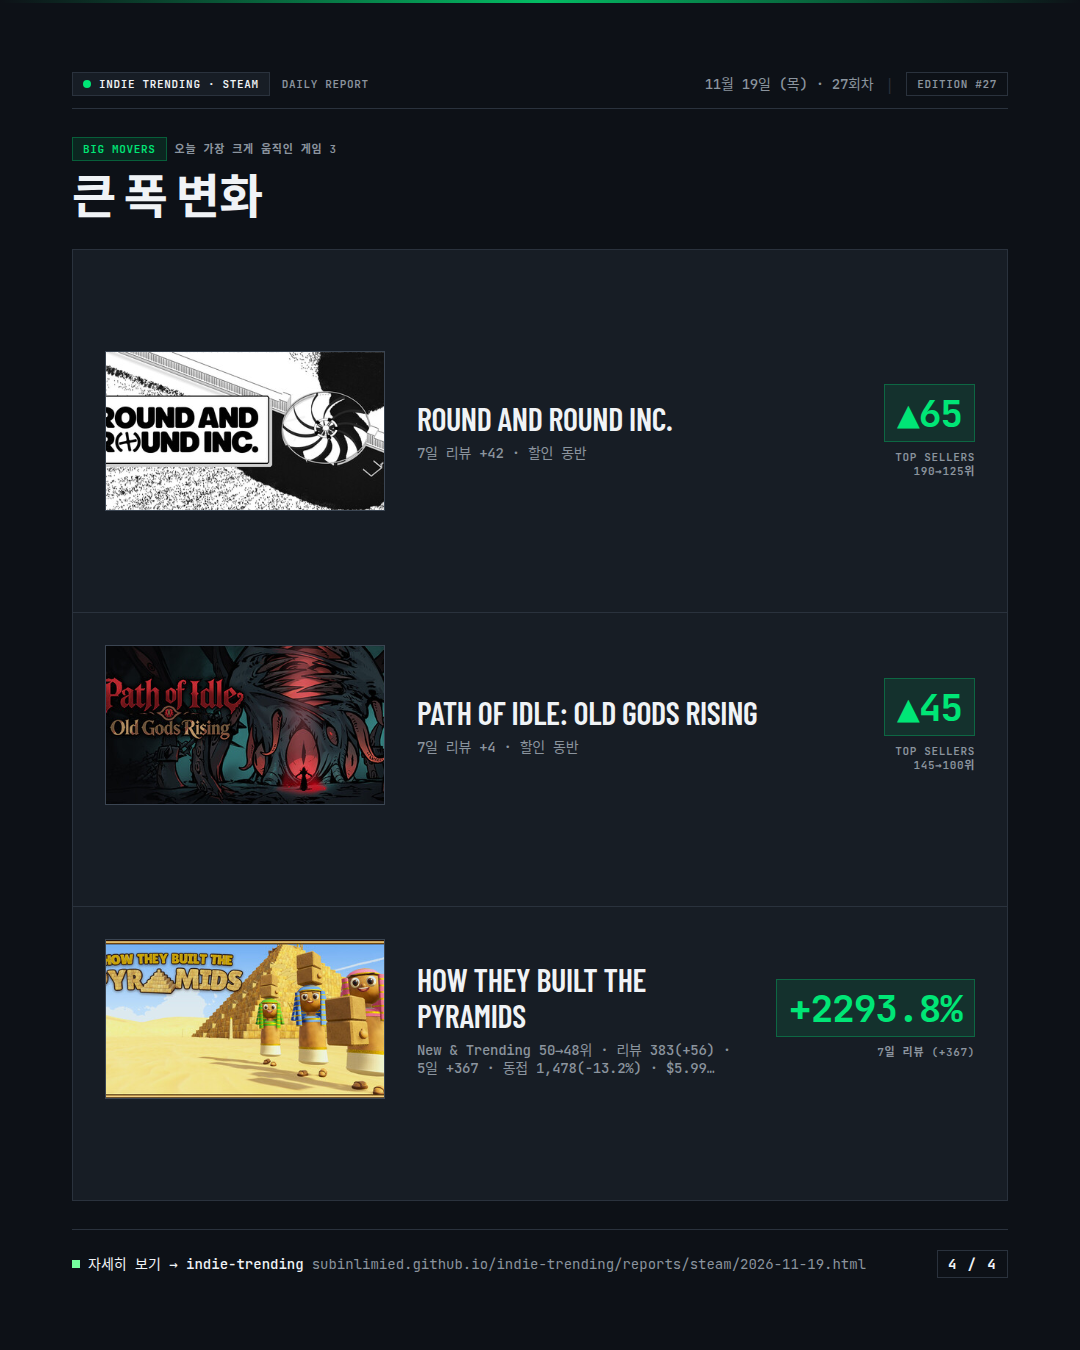 INDIE TRENDING · STEAM DAILY REPORT 11월 19일 (목) · 27회차 | EDITION #27
BIG MOVERS 오늘 가장 크게 움직인 게임 3
큰 폭 변화
ROUND AND
R(+)UND INC.
ROUND AND ROUND INC.
7일 리뷰 +42 · 할인 동반
▲65
TOP SELLERS
190→125위
Path of Idle
Old Gods Rising
PATH OF IDLE: OLD GODS RISING
7일 리뷰 +4 · 할인 동반
▲45
TOP SELLERS
145→100위
HOW THEY BUILT THE
PYRAMIDS
HOW THEY BUILT THE
PYRAMIDS
New & Trending 50→48위 · 리뷰 383(+56) ·
5일 +367 · 동접 1,478(-13.2%) · $5.99…
+2293.8%
7일 리뷰 (+367)
자세히 보기 → indie-trending subinlimied.github.io/indie-trending/reports/steam/2026-11-19.html 4 / 4